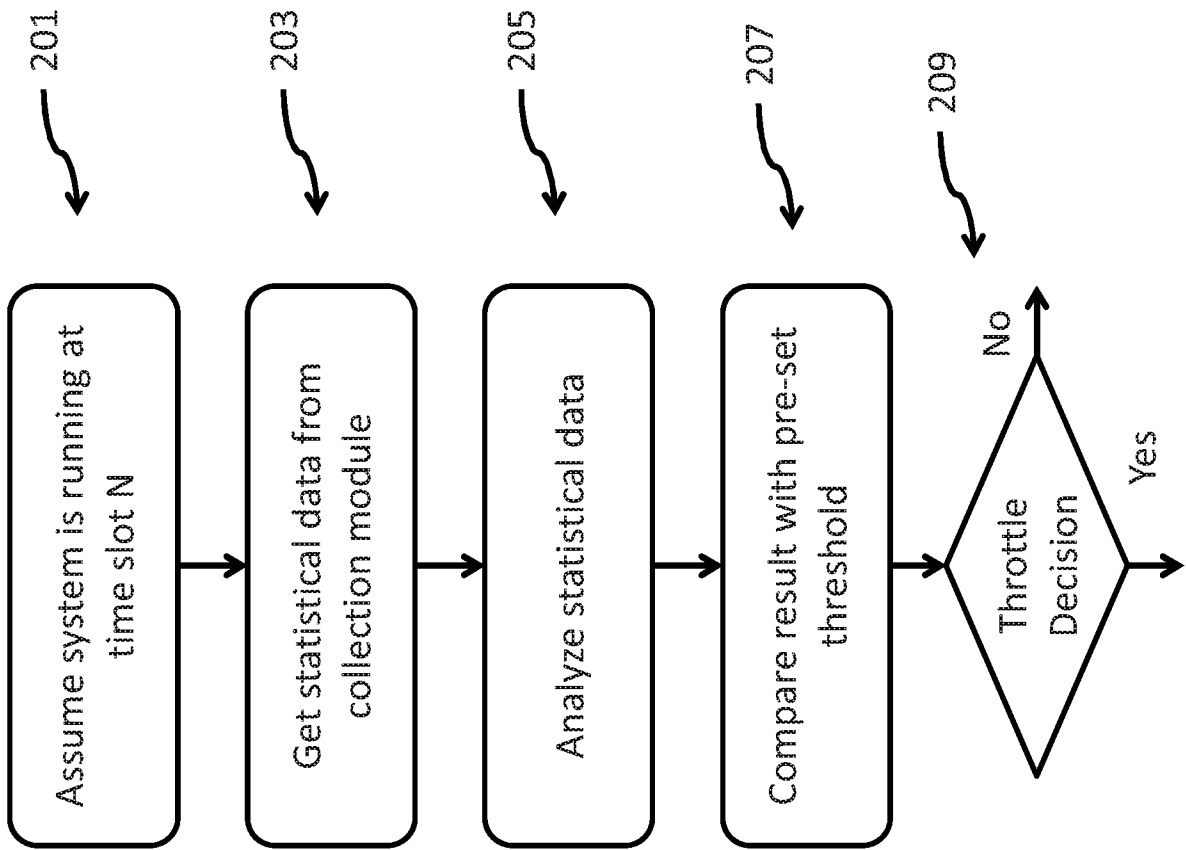 Assume system is running at
time slot N
201
Get statistical data from
collection module
203
Analyze statistical data
205
Compare result with pre-set
threshold
207
Throttle
Decision
209
No
Yes